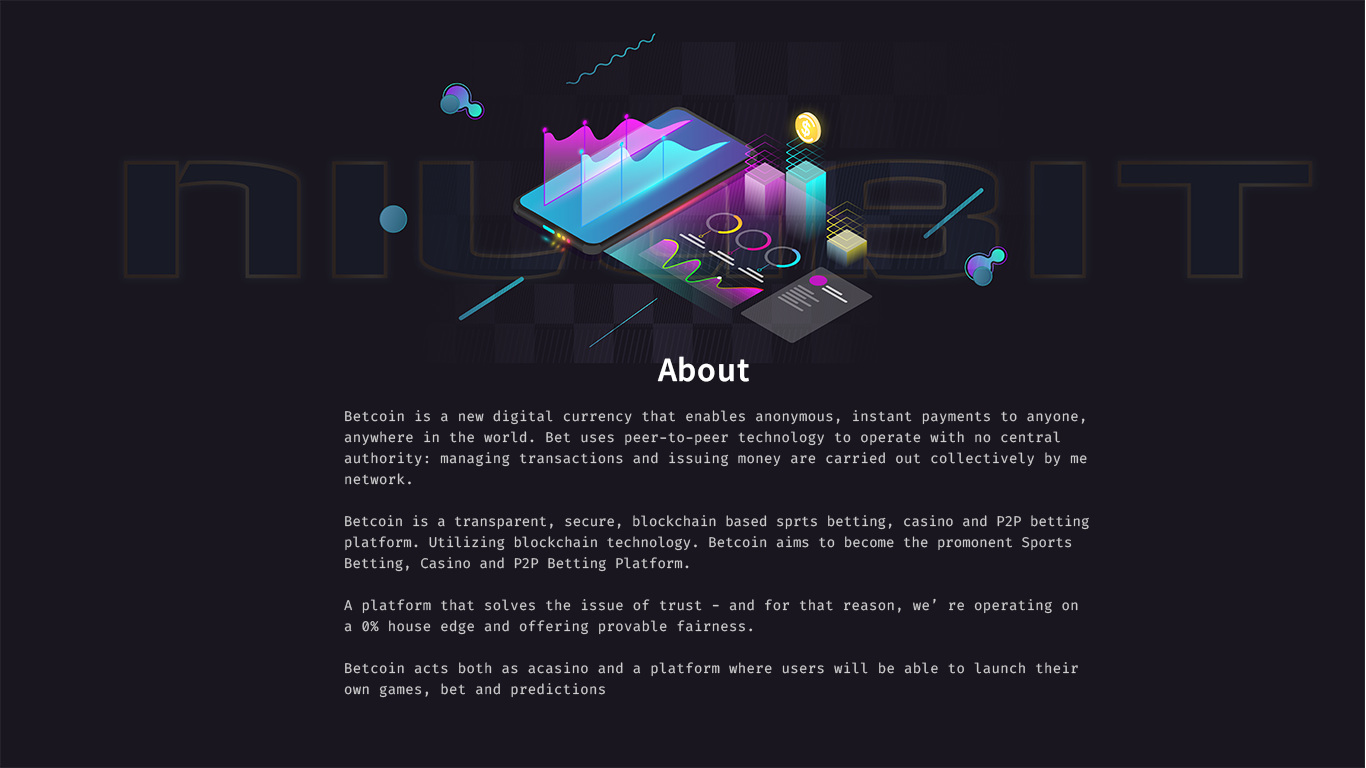 About
Betcoin is a new digital currency that enables anonymous, instant payments to anyone,
anywhere in the world. Bet uses peer-to-peer technology to operate with no central
authority: managing transactions and issuing money are carried out collectively by me
network.
Betcoin is a transparent, secure, blockchain based sprts betting, casino and P2P betting
platform. Utilizing blockchain technology. Betcoin aims to become the promonent Sports
Betting, Casino and P2P Betting Platform.
A platform that solves the issue of trust - and for that reason, we’ re operating on
a 0% house edge and offering provable fairness.
Betcoin acts both as acasino and a platform where users will be able to launch their
own games, bet and predictions